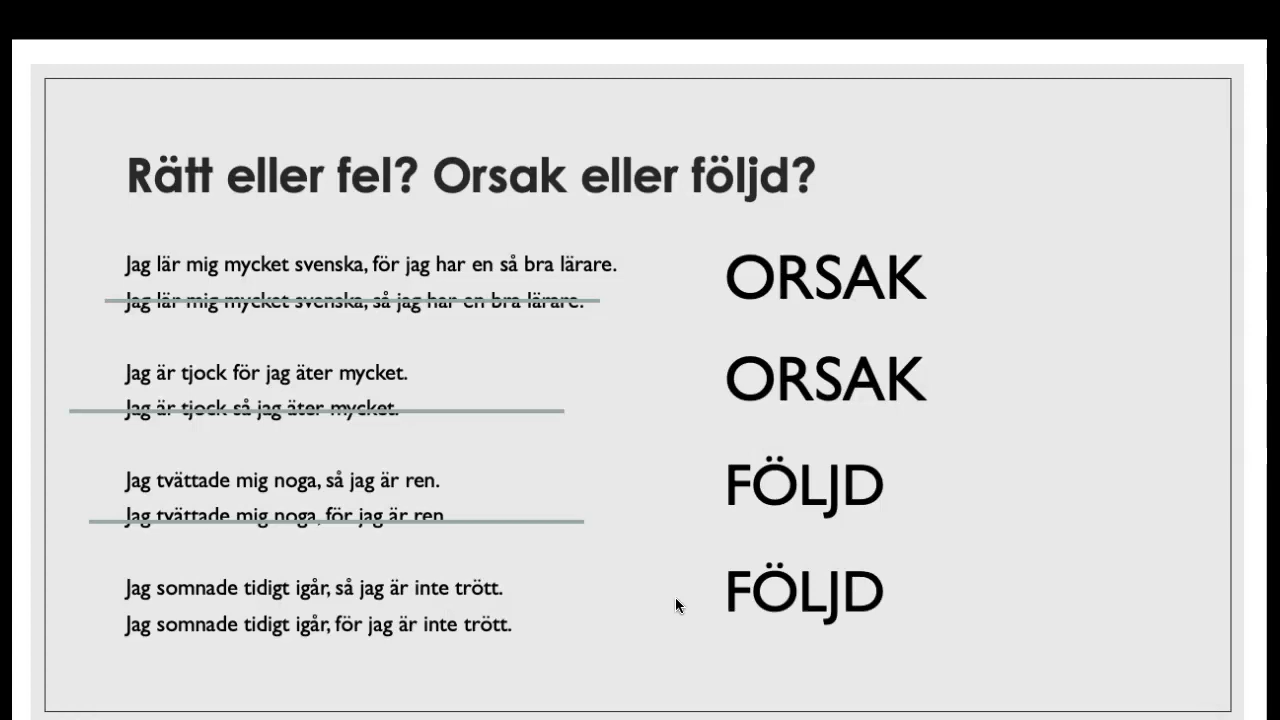 Rätt eller fel? Orsak eller följd?
Jag lär mig mycket svenska, för jag har en så bra lärare.
Jag lär mig mycket svenska, så jag har en bra lärare.
ORSAK
Jag är tjock för jag äter mycket.
Jag är tjock så jag äter mycket.
ORSAK
Jag tvättade mig noga, så jag är ren.
Jag tvättade mig noga, för jag är ren.
FÖLJD
Jag somnade tidigt igår, så jag är inte trött.
Jag somnade tidigt igår, för jag är inte trött.
FÖLJD